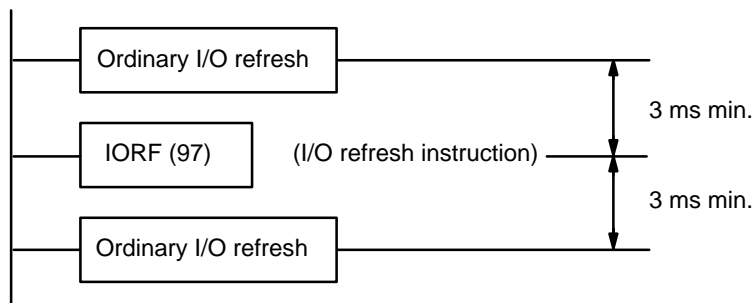 Ordinary I/O refresh
3 ms min.
IORF (97) (I/O refresh instruction)
3 ms min.
Ordinary I/O refresh